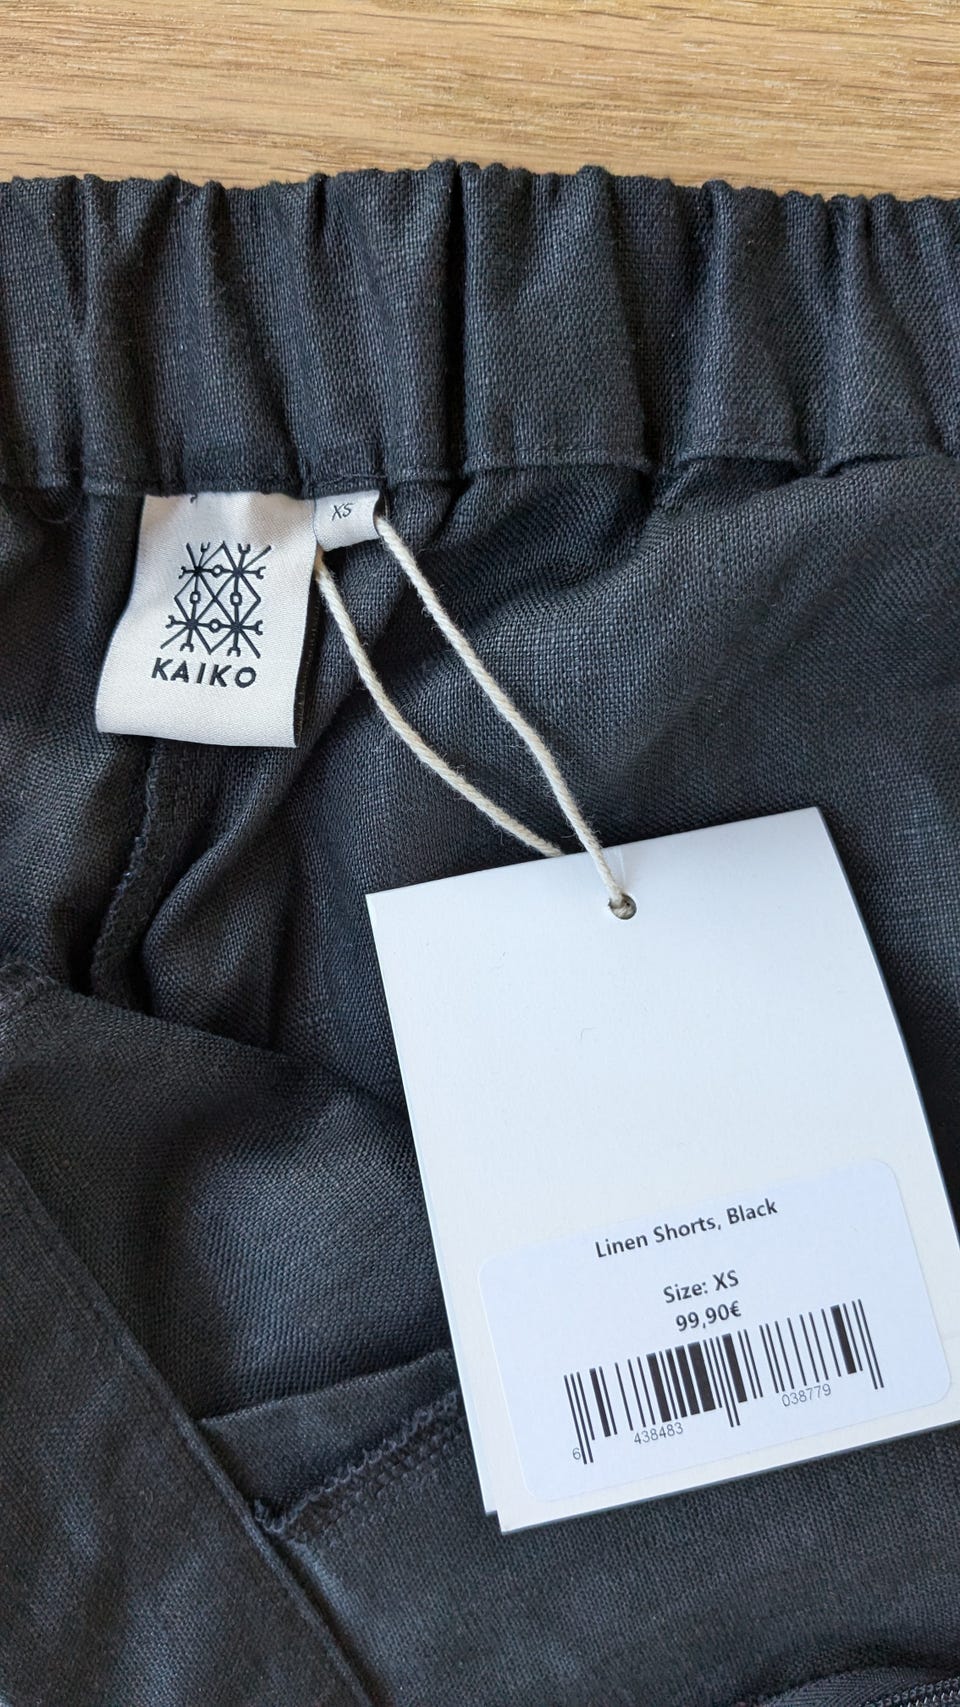 XS
KAIKO
Linen Shorts, Black
Size: XS
99,90€
6 438483 038779